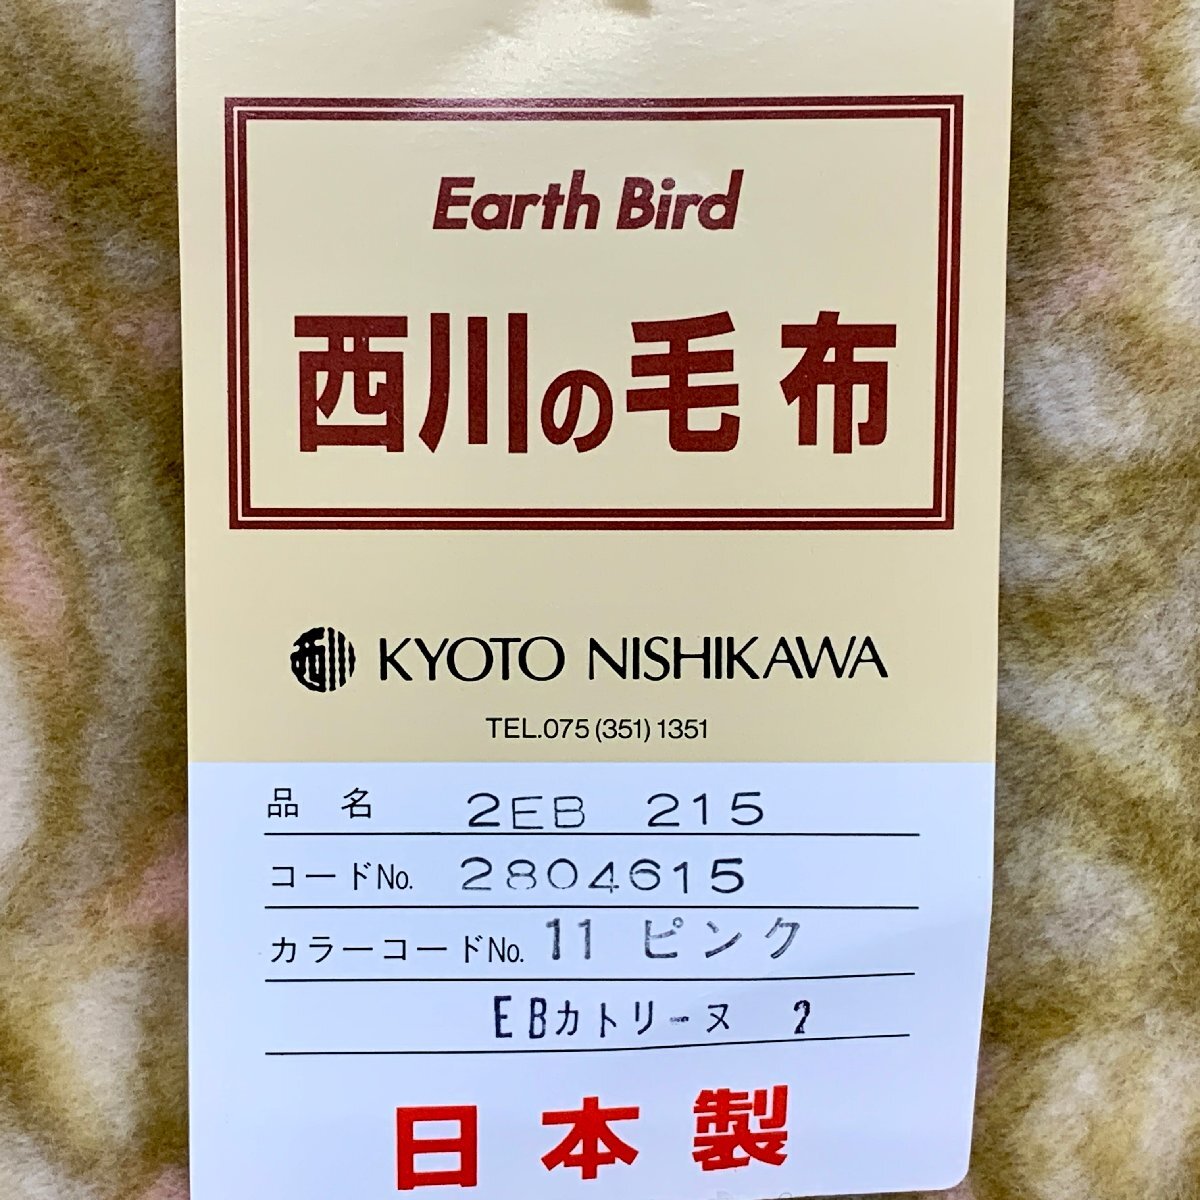 Earth Bird
西川の毛布
西川 KYOTO NISHIKAWA
TEL.075 (351) 1351
品名 2EB 215
コードNo. 2804615
カラーコードNo. 11 ピンク
EBカトリーヌ 2
日本製